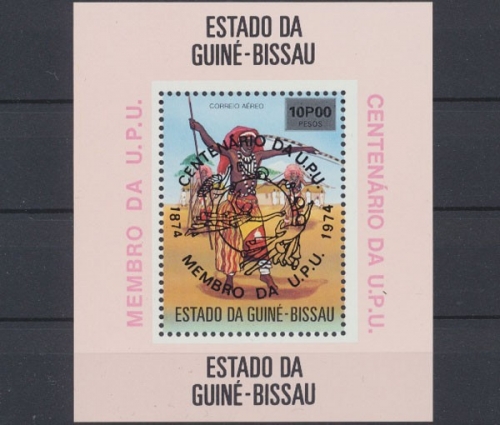 ESTADO DA
GUINÉ-BISSAU
MEMBRO DA U.P.U.
CENTENÁRIO DA U.P.U.
CORREIO AÉREO
10P00
PESOS
CENTENÁRIO DA U.P.U.
1874
1974
MEMBRO DA U.P.U.
ESTADO DA GUINÉ-BISSAU
ESTADO DA
GUINÉ-BISSAU